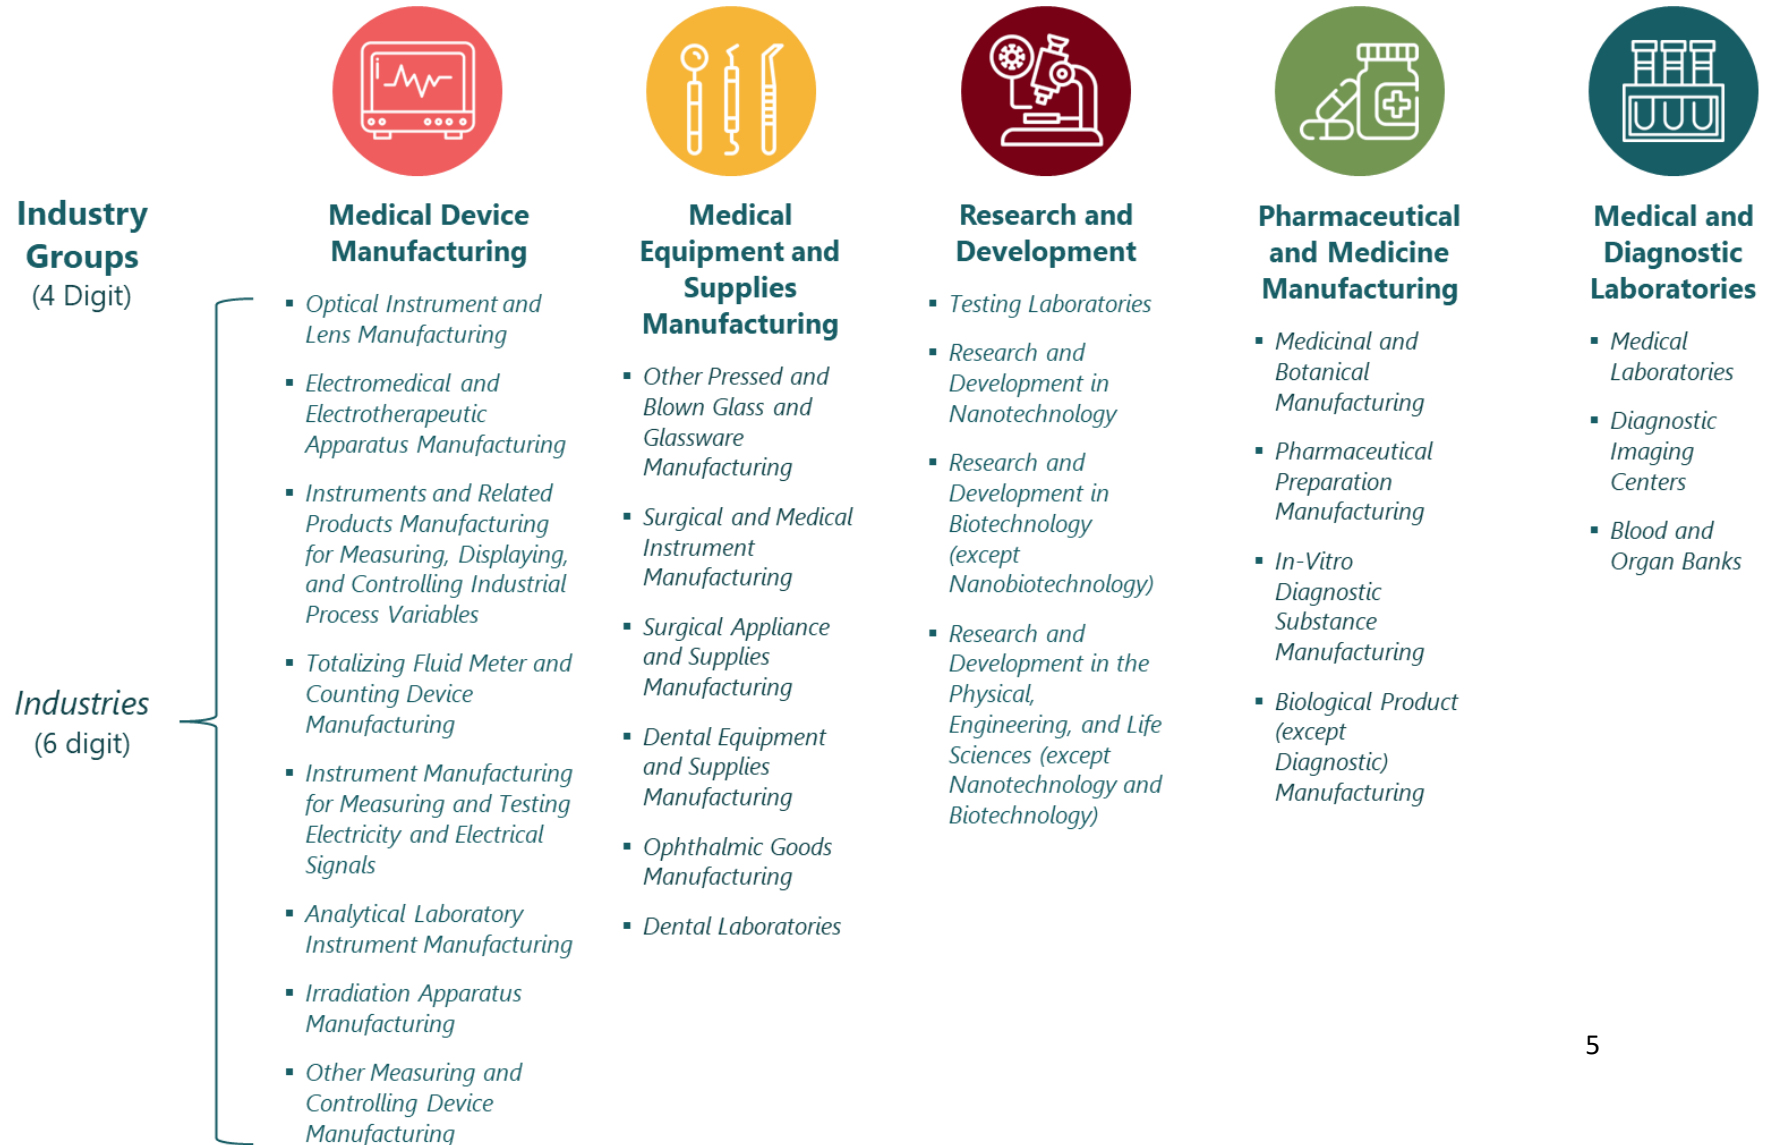 Industry
Groups
(4 Digit)
Industries
(6 digit)
Medical Device
Manufacturing
▪ Optical Instrument and
Lens Manufacturing
▪ Electromedical and
Electrotherapeutic
Apparatus Manufacturing
▪ Instruments and Related
Products Manufacturing
for Measuring, Displaying,
and Controlling Industrial
Process Variables
▪ Totalizing Fluid Meter and
Counting Device
Manufacturing
▪ Instrument Manufacturing
for Measuring and Testing
Electricity and Electrical
Signals
▪ Analytical Laboratory
Instrument Manufacturing
▪ Irradiation Apparatus
Manufacturing
▪ Other Measuring and
Controlling Device
Manufacturing
Medical
Equipment and
Supplies
Manufacturing
▪ Other Pressed and
Blown Glass and
Glassware
Manufacturing
▪ Surgical and Medical
Instrument
Manufacturing
▪ Surgical Appliance
and Supplies
Manufacturing
▪ Dental Equipment
and Supplies
Manufacturing
▪ Ophthalmic Goods
Manufacturing
▪ Dental Laboratories
Research and
Development
▪ Testing Laboratories
▪ Research and
Development in
Nanotechnology
▪ Research and
Development in
Biotechnology
(except
Nanobiotechnology)
▪ Research and
Development in the
Physical,
Engineering, and Life
Sciences (except
Nanotechnology and
Biotechnology)
Pharmaceutical
and Medicine
Manufacturing
▪ Medicinal and
Botanical
Manufacturing
▪ Pharmaceutical
Preparation
Manufacturing
▪ In-Vitro
Diagnostic
Substance
Manufacturing
▪ Biological Product
(except
Diagnostic)
Manufacturing
Medical and
Diagnostic
Laboratories
▪ Medical
Laboratories
▪ Diagnostic
Imaging
Centers
▪ Blood and
Organ Banks
5